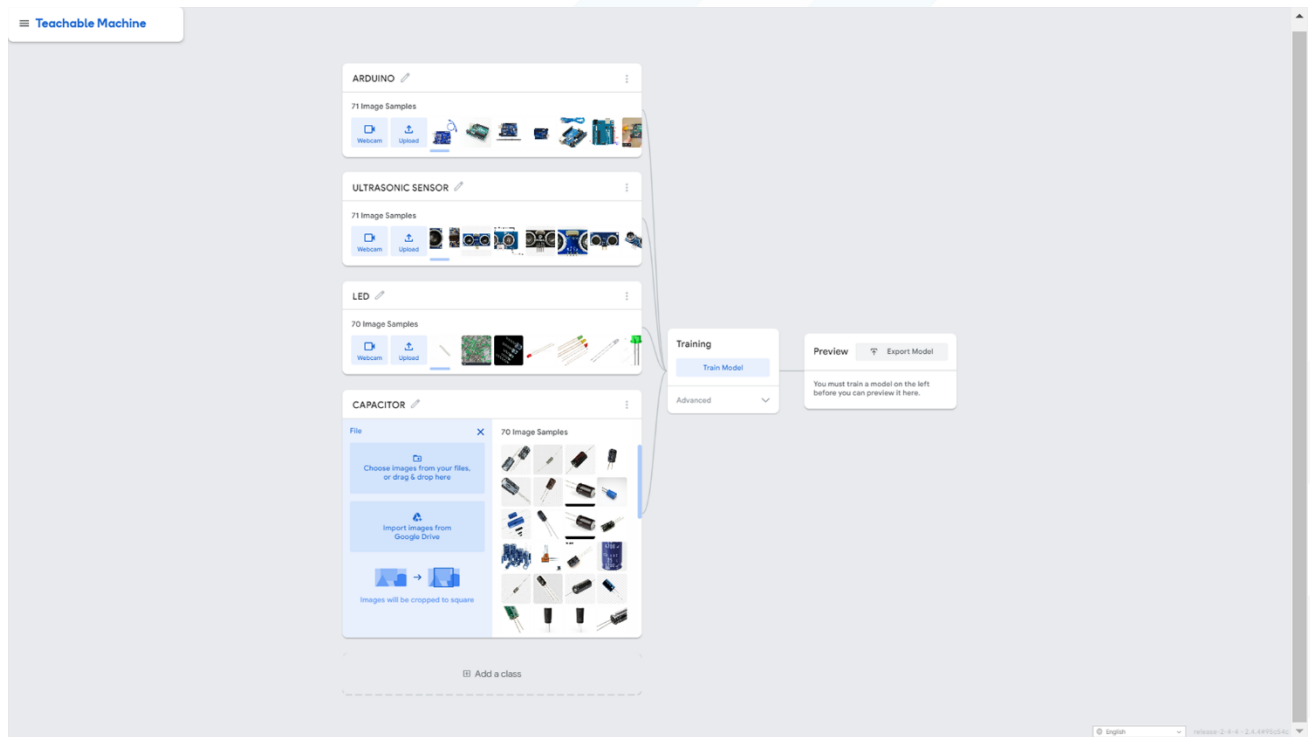 Teachable Machine
ARDUINO
71 Image Samples
Webcam
Upload
ULTRASONIC SENSOR
71 Image Samples
Webcam
Upload
LED
70 Image Samples
Webcam
Upload
CAPACITOR
File
Choose images from your files,
or drag & drop here
Import images from
Google Drive
Images will be cropped to square
70 Image Samples
Add a class
Training
Train Model
Advanced
Preview
Export Model
You must train a model on the left
before you can preview it here.
English